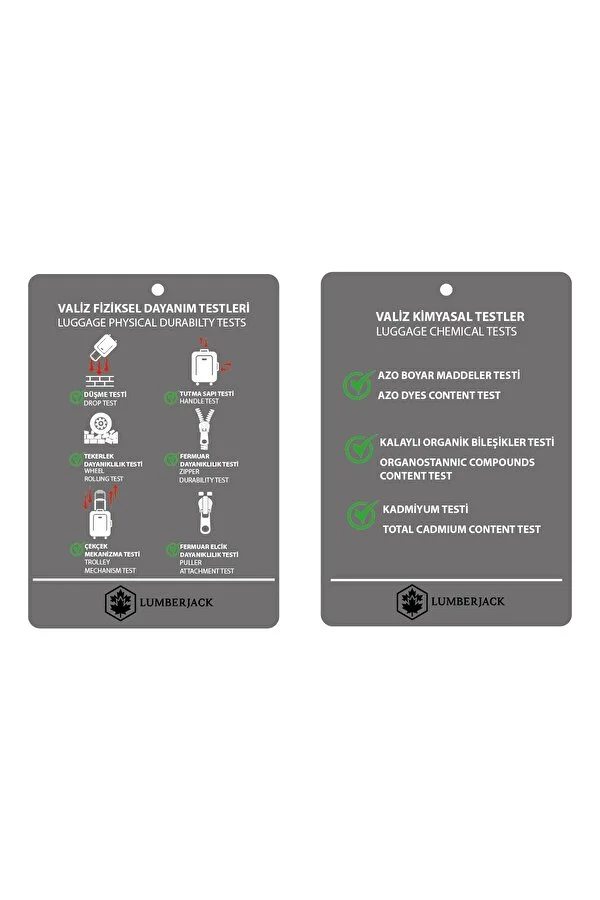 VALİZ FİZİKSEL DAYANIM TESTLERİ
LUGGAGE PHYSICAL DURABILTY TESTS
DÜŞME TESTİ
DROP TEST
TUTMA SAPI TESTİ
HANDLE TEST
TEKERLEK
DAYANIKLILIK TESTİ
WHEEL
ROLLING TEST
FERMUAR
DAYANIKLILIK TESTİ
ZIPPER
DURABILITY TEST
ÇEKÇEK
MEKANİZMA TESTİ
TROLLEY
MECHANISM TEST
FERMUAR ELCİK
DAYANIKLILIK TESTİ
PULLER
ATTACHMENT TEST
LUMBERJACK
VALİZ KİMYASAL TESTLER
LUGGAGE CHEMICAL TESTS
AZO BOYAR MADDELER TESTİ
AZO DYES CONTENT TEST
KALAYLI ORGANİK BİLEŞİKLER TESTİ
ORGANOSTANNIC COMPOUNDS
CONTENT TEST
KADMİYUM TESTİ
TOTAL CADMIUM CONTENT TEST
LUMBERJACK